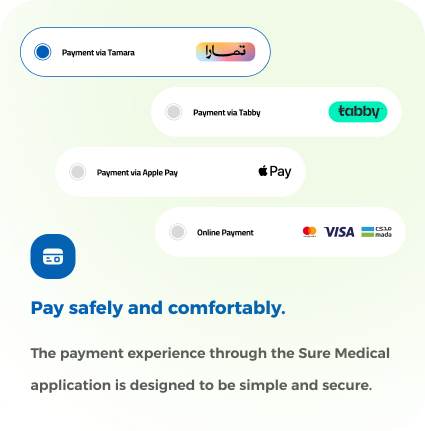 Payment via Tamara تمارا
Payment via Tabby tabby
Payment via Apple Pay Pay
Online Payment mastercard VISA مدى mada
Pay safely and comfortably.
The payment experience through the Sure Medical
application is designed to be simple and secure.